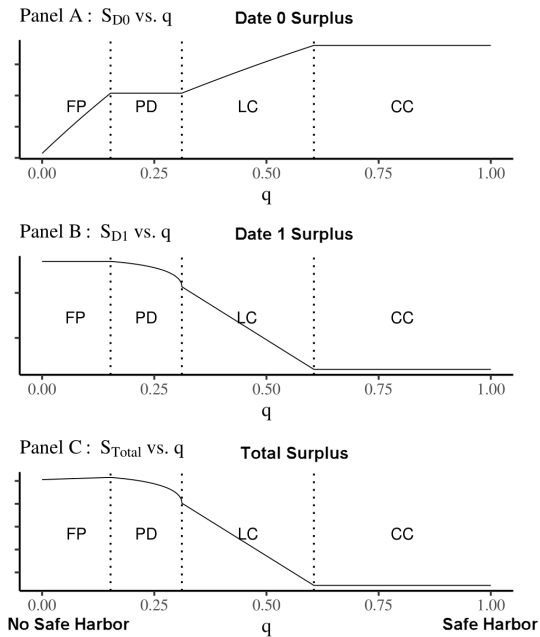 Panel A : S_D0 vs. q
Date 0 Surplus
FP PD LC CC
0.00 0.25 0.50 0.75 1.00
q
Panel B : S_D1 vs. q
Date 1 Surplus
FP PD LC CC
0.00 0.25 0.50 0.75 1.00
q
Panel C : S_Total vs. q
Total Surplus
FP PD LC CC
0.00 0.25 0.50 0.75 1.00
No Safe Harbor q Safe Harbor